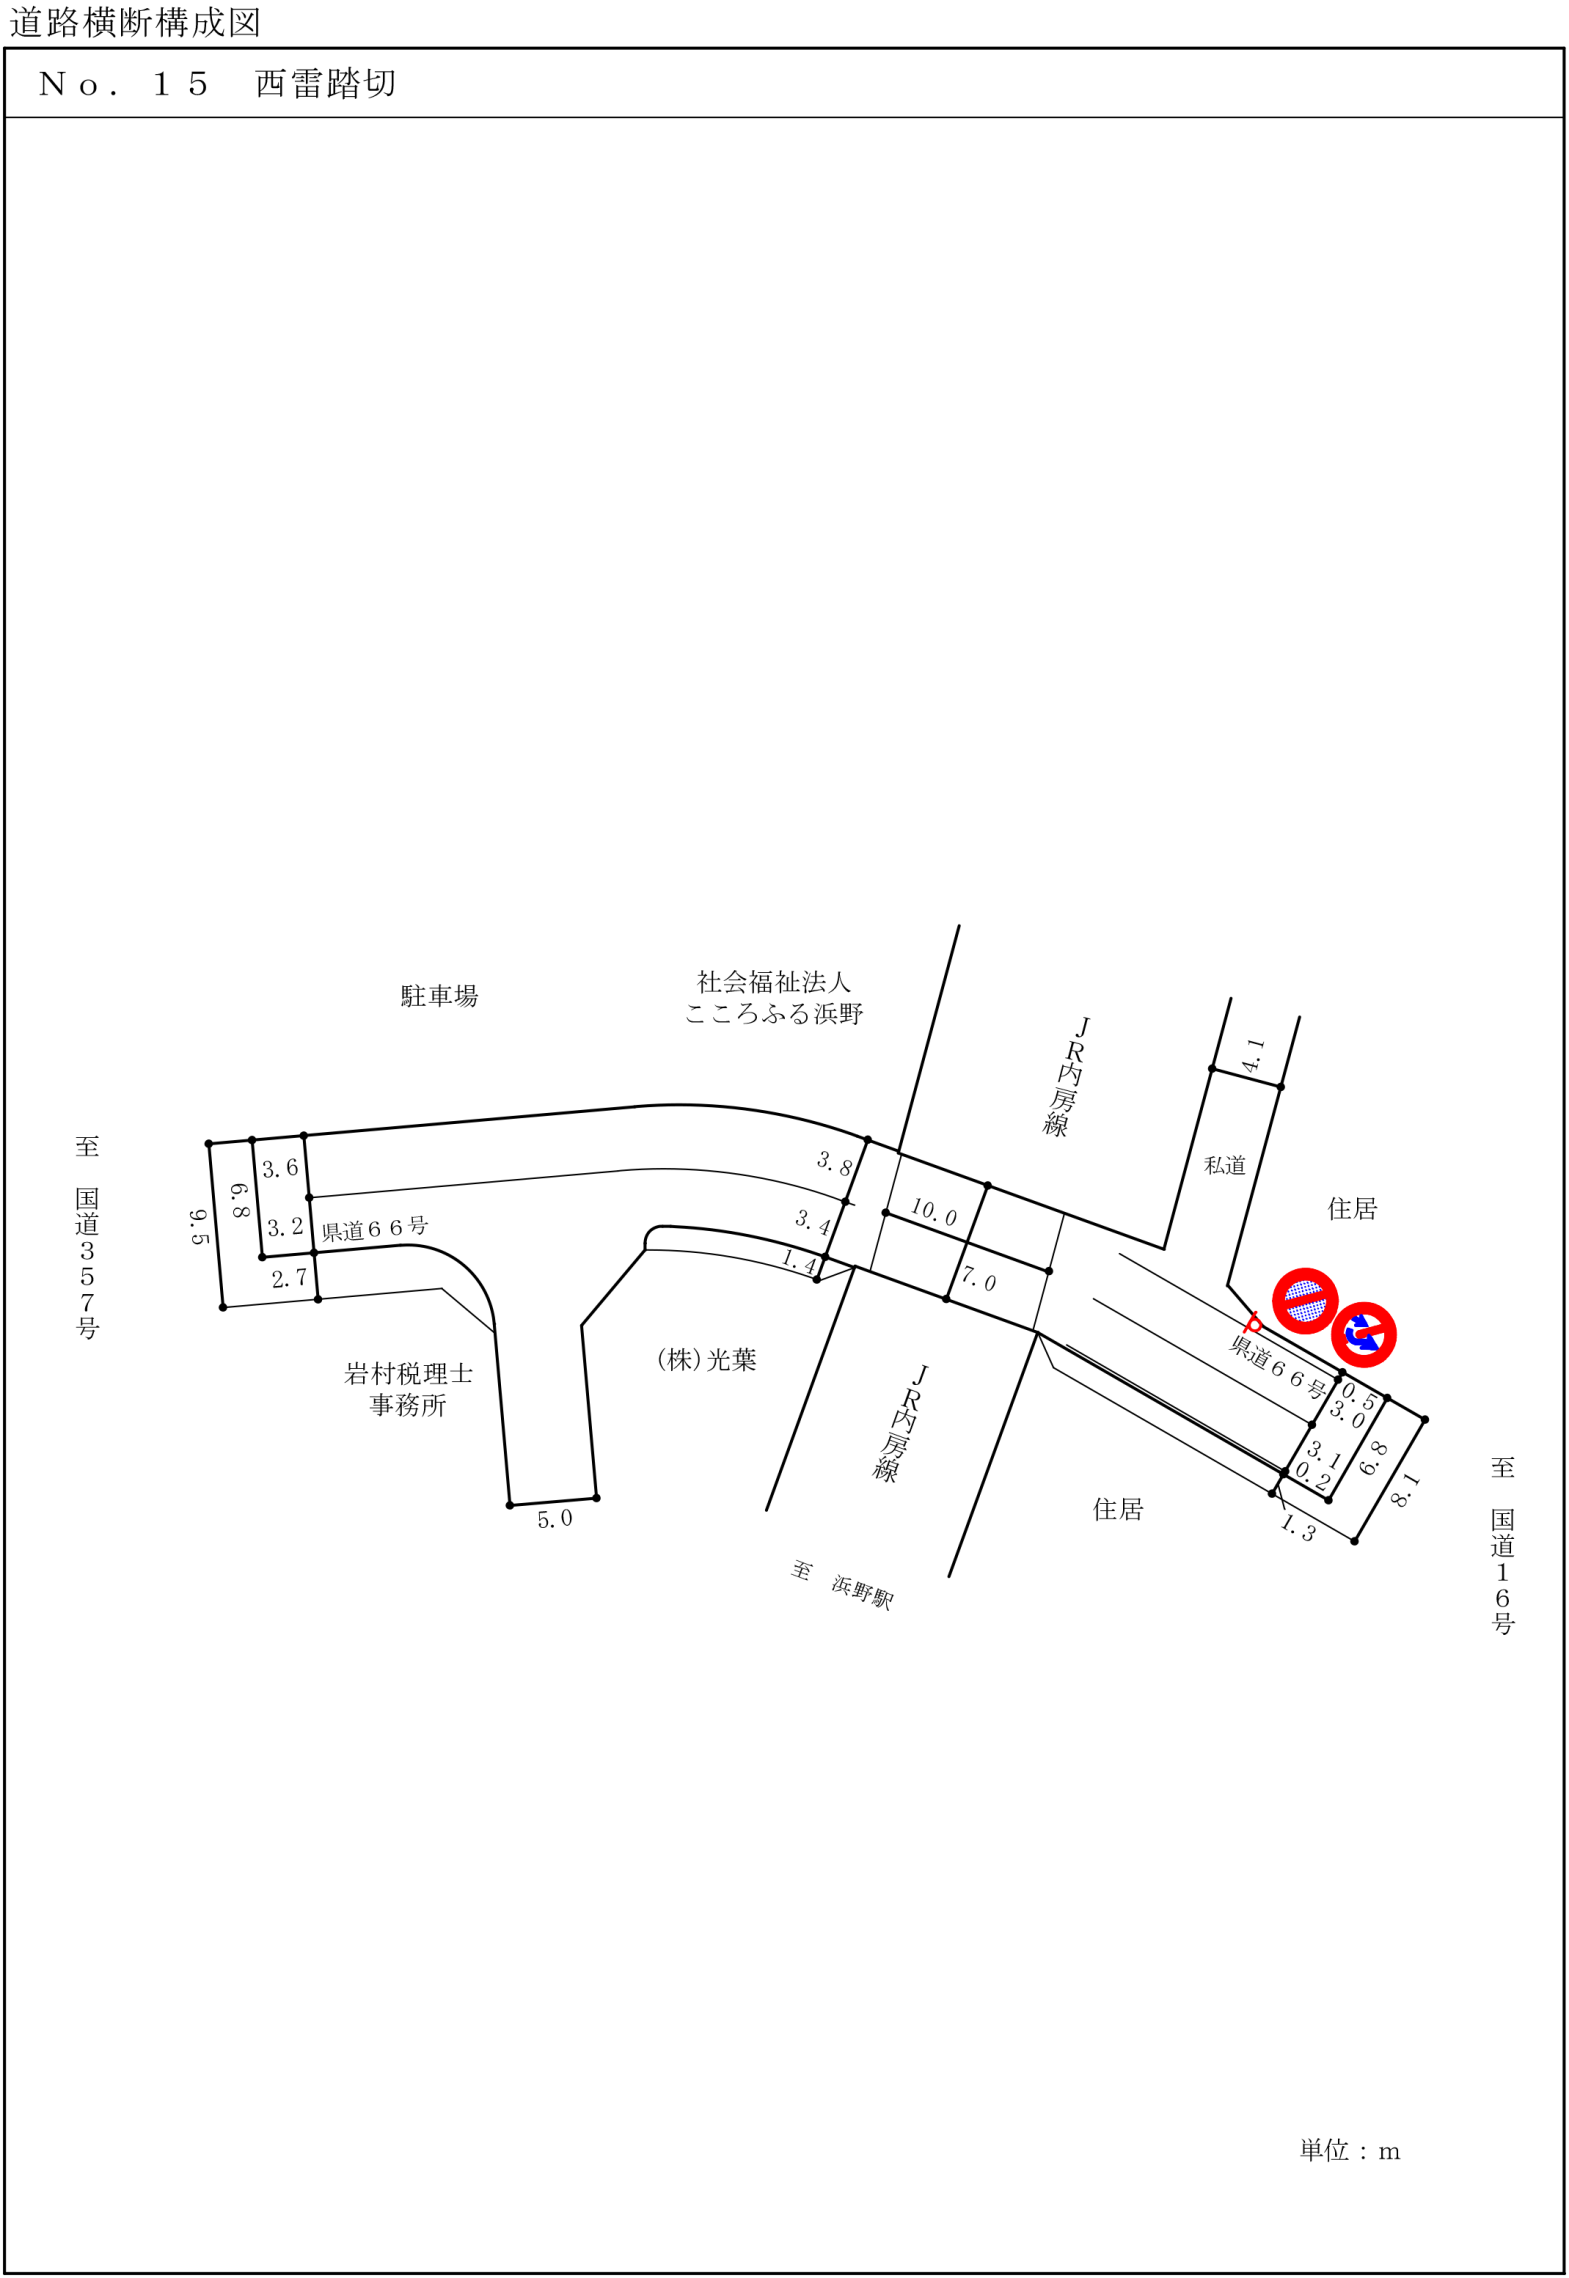 道路横断構成図
Ｎｏ．１５　西雷踏切
駐車場
社会福祉法人
こころふる浜野
ＪＲ内房線
4.1
私道
住居
至　国道３５７号
9.5
6.8
3.6
3.2
2.7
県道６６号
3.8
3.4
1.4
10.0
7.0
岩村税理士
事務所
(株)光葉
5.0
ＪＲ内房線
至　浜野駅
県道６６号
0.5
3.0
3.1
0.2
6.8
8.1
1.3
住居
至　国道１６号
単位：ｍ